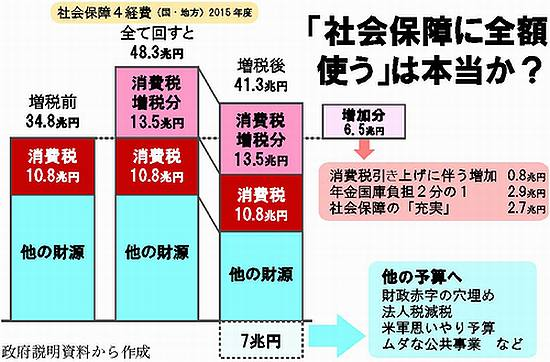 社会保障４経費（国・地方）2015年度
「社会保障に全額
使う」は本当か？
増税前
34.8兆円
消費税
10.8兆円
他の財源
全て回すと
48.3兆円
消費税
増税分
13.5兆円
消費税
10.8兆円
他の財源
増税後
41.3兆円
消費税
増税分
13.5兆円
消費税
10.8兆円
他の財源
7兆円
増加分
6.5兆円
消費税引き上げに伴う増加 0.8兆円
年金国庫負担２分の１ 2.9兆円
社会保障の「充実」 2.7兆円
他の予算へ
財政赤字の穴埋め
法人税減税
米軍思いやり予算
ムダな公共事業 など
政府説明資料から作成